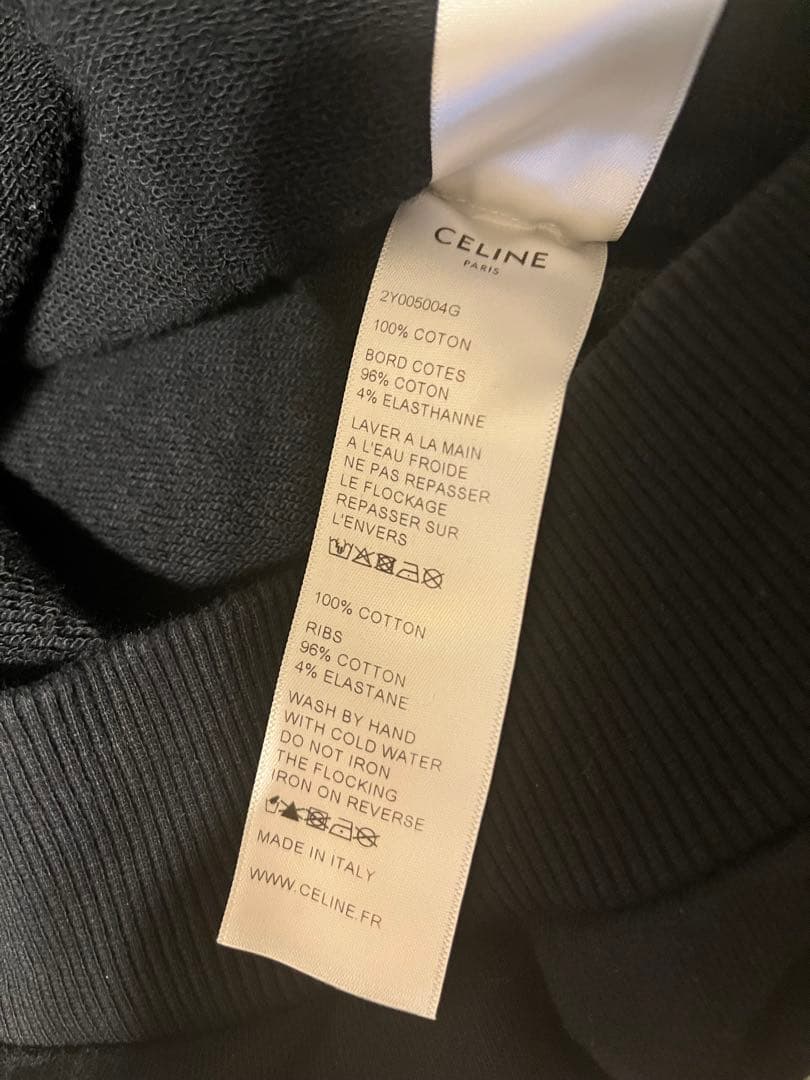 CELINE
PARIS
2Y005004G
100% COTON
BORD COTES
96% COTON
4% ELASTHANNE
LAVER A LA MAIN
A L'EAU FROIDE
NE PAS REPASSER
LE FLOCKAGE
REPASSER SUR
L'ENVERS
100% COTTON
RIBS
96% COTTON
4% ELASTANE
WASH BY HAND
WITH COLD WATER
DO NOT IRON
THE FLOCKING
IRON ON REVERSE
MADE IN ITALY
WWW.CELINE.FR